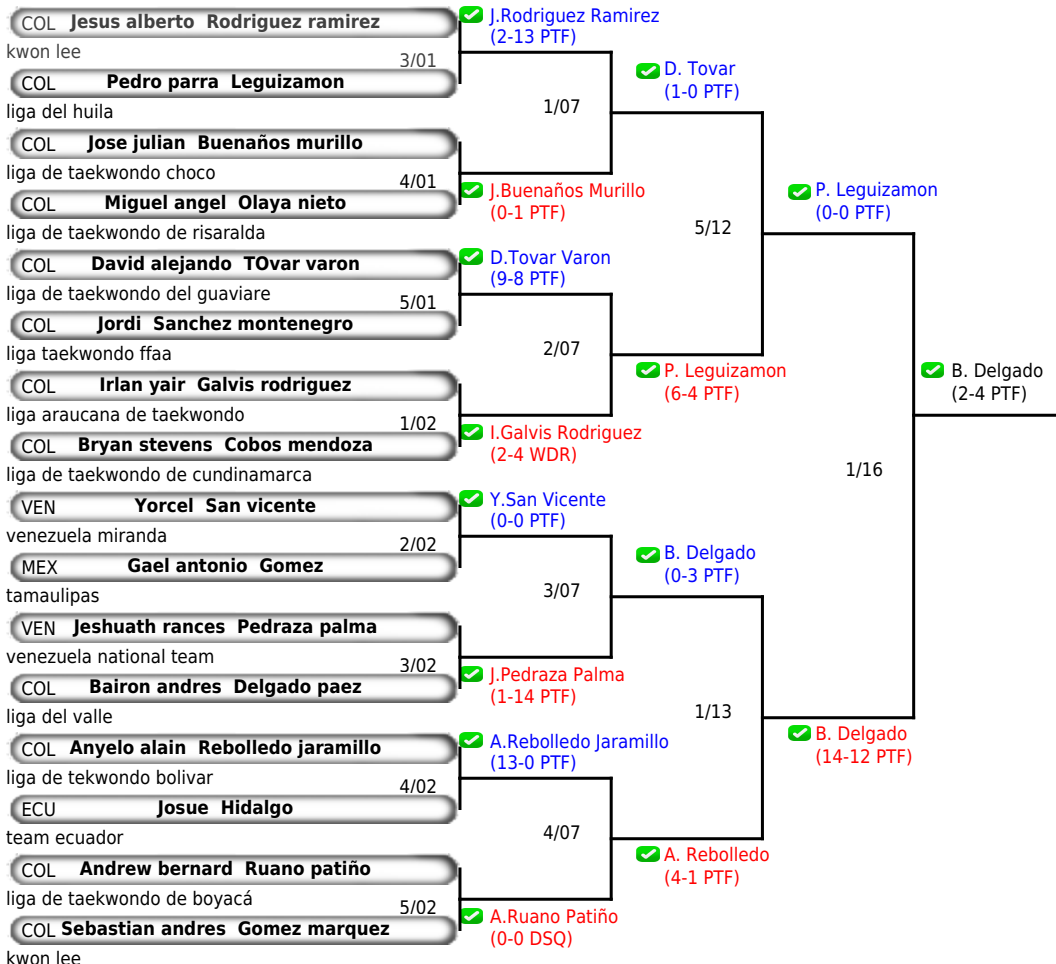 COL Jesus alberto Rodriguez ramirez
kwon lee
3/01
COL Pedro parra Leguizamon
liga del huila
COL Jose julian Buenaños murillo
liga de taekwondo choco
4/01
COL Miguel angel Olaya nieto
liga de taekwondo de risaralda
COL David alejando TOvar varon
liga de taekwondo del guaviare
5/01
COL Jordi Sanchez montenegro
liga taekwondo ffaa
COL Irlan yair Galvis rodriguez
liga araucana de taekwondo
1/02
COL Bryan stevens Cobos mendoza
liga de taekwondo de cundinamarca
VEN Yorcel San vicente
venezuela miranda
2/02
MEX Gael antonio Gomez
tamaulipas
VEN Jeshuath rances Pedraza palma
venezuela national team
3/02
COL Bairon andres Delgado paez
liga del valle
COL Anyelo alain Rebolledo jaramillo
liga de tekwondo bolivar
4/02
ECU Josue Hidalgo
team ecuador
COL Andrew bernard Ruano patiño
liga de taekwondo de boyacá
5/02
COL Sebastian andres Gomez marquez
kwon lee
J.Rodriguez Ramirez
(2-13 PTF)
1/07
J.Buenaños Murillo
(0-1 PTF)
D.Tovar Varon
(9-8 PTF)
2/07
I.Galvis Rodriguez
(2-4 WDR)
Y.San Vicente
(0-0 PTF)
3/07
J.Pedraza Palma
(1-14 PTF)
A.Rebolledo Jaramillo
(13-0 PTF)
4/07
A.Ruano Patiño
(0-0 DSQ)
D. Tovar
(1-0 PTF)
5/12
P. Leguizamon
(6-4 PTF)
B. Delgado
(0-3 PTF)
1/13
A. Rebolledo
(4-1 PTF)
P. Leguizamon
(0-0 PTF)
1/16
B. Delgado
(14-12 PTF)
B. Delgado
(2-4 PTF)